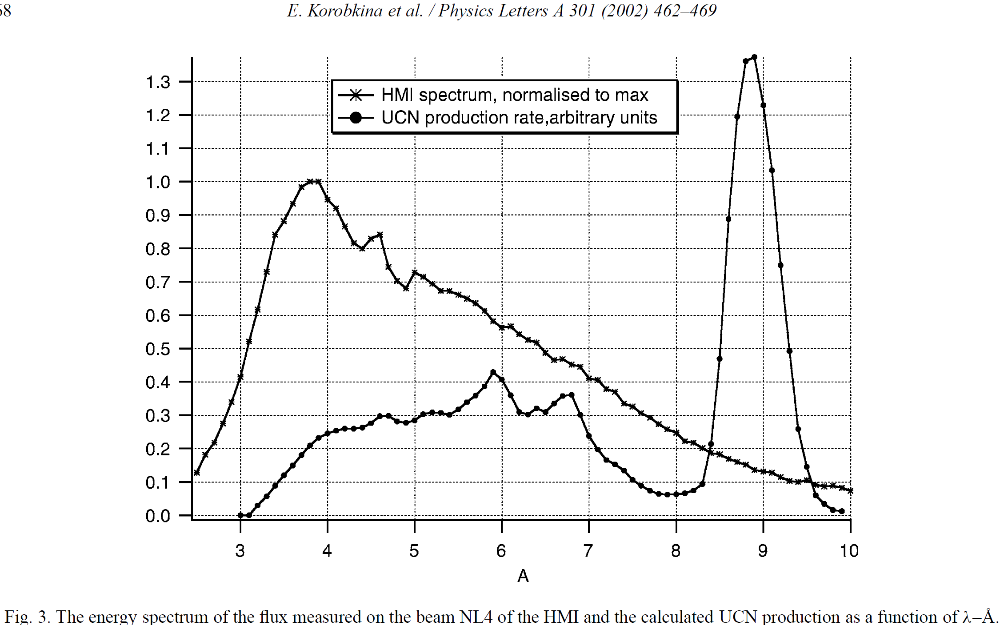 68
E. Korobkina et al. / Physics Letters A 301 (2002) 462–469
HMI spectrum, normalised to max
UCN production rate,arbitrary units
1.3
1.2
1.1
1.0
0.9
0.8
0.7
0.6
0.5
0.4
0.3
0.2
0.1
0.0
3 4 5 6 7 8 9 10
A
Fig. 3. The energy spectrum of the flux measured on the beam NL4 of the HMI and the calculated UCN production as a function of λ–Å.